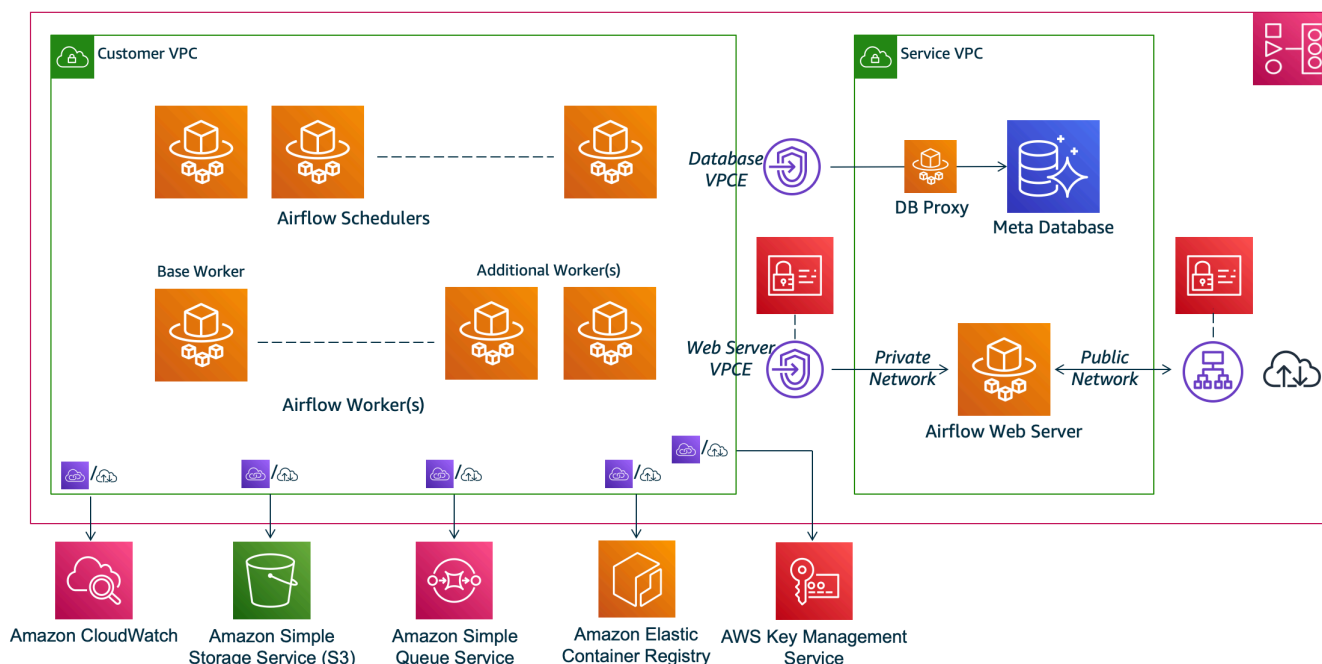 Customer VPC
Service VPC
Database
VPCE
DB Proxy
Meta Database
Airflow Schedulers
Base Worker
Additional Worker(s)
Web Server
VPCE
Private
Network
Public
Network
Airflow Worker(s)
Airflow Web Server
/
/
/
/
/
Amazon CloudWatch
Amazon Simple
Storage Service (S3)
Amazon Simple
Queue Service
Amazon Elastic
Container Registry
AWS Key Management
Service